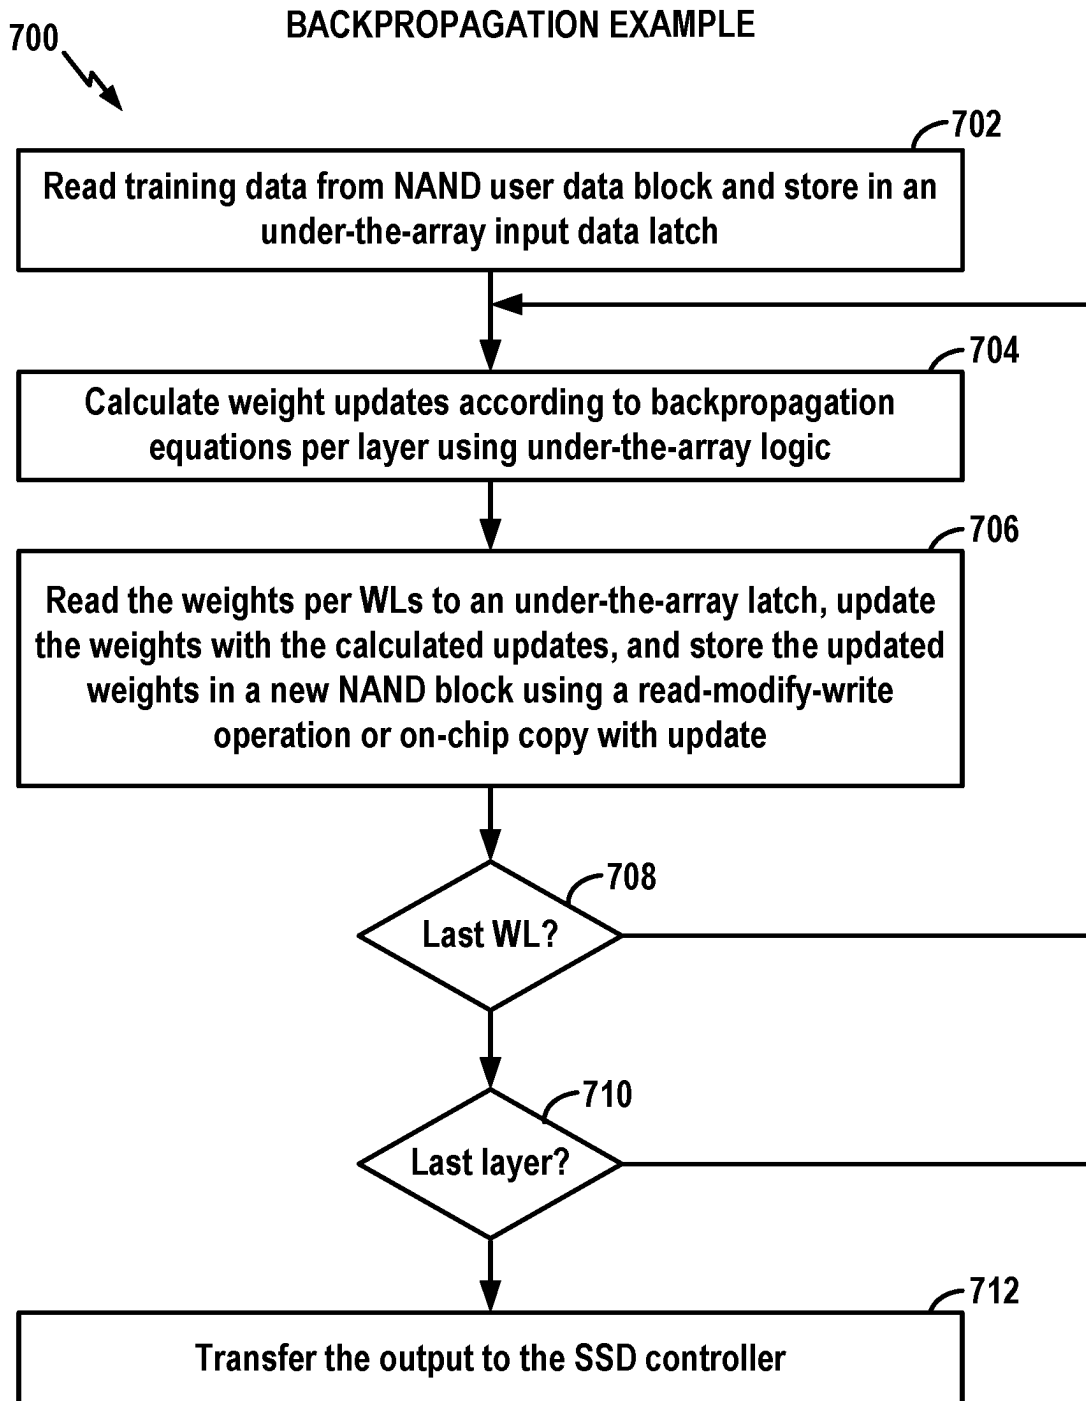 BACKPROPAGATION EXAMPLE
700
702
Read training data from NAND user data block and store in an
under-the-array input data latch
704
Calculate weight updates according to backpropagation
equations per layer using under-the-array logic
706
Read the weights per WLs to an under-the-array latch, update
the weights with the calculated updates, and store the updated
weights in a new NAND block using a read-modify-write
operation or on-chip copy with update
708
Last WL?
710
Last layer?
712
Transfer the output to the SSD controller